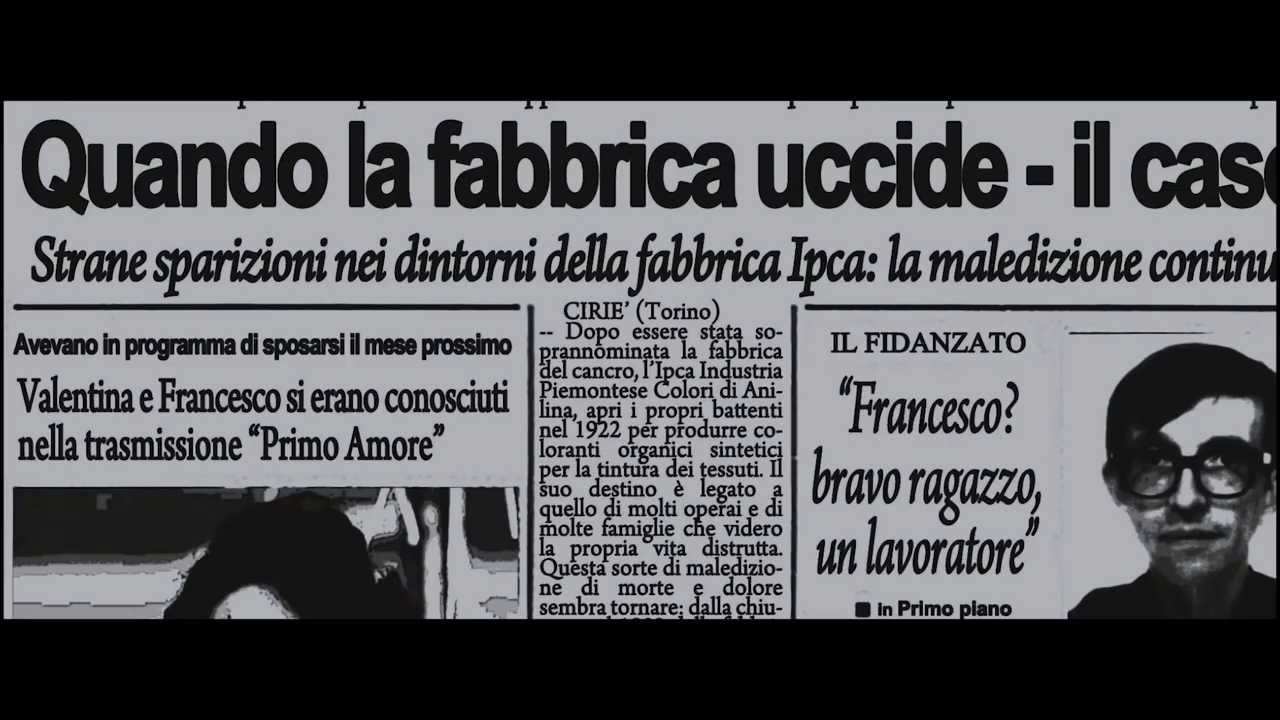 Quando la fabbrica uccide - il caso
Strane sparizioni nei dintorni della fabbrica Ipca: la maledizione continu
Avevano in programma di sposarsi il mese prossimo
Valentina e Francesco si erano conosciuti
nella trasmissione “Primo Amore”
CIRIE’ (Torino)
-- Dopo essere stata so-
prannominata la fabbrica
del cancro, l’Ipca Industria
Piemontese Colori di Ani-
lina, apri i propri battenti
nel 1922 per produrre co-
loranti organici sintetici
per la tintura dei tessuti. Il
suo destino è legato a
quello di molti operai e di
molte famiglie che videro
la propria vita distrutta.
Questa sorte di maledizio-
ne di morte e dolore
sembra tornare: dalla chiu-
IL FIDANZATO
“Francesco?
bravo ragazzo,
un lavoratore”
■ in Primo piano